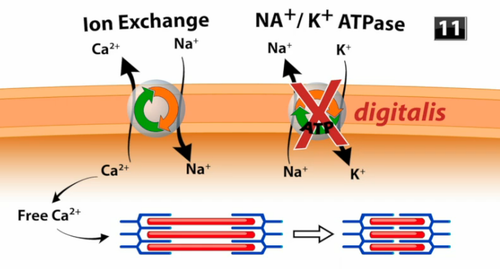 Ion Exchange
NA⁺/K⁺ ATPase
11
Ca²⁺
Na⁺
Na⁺
K⁺
ATP
digitalis
Ca²⁺
Na⁺
Na⁺
K⁺
Free Ca²⁺